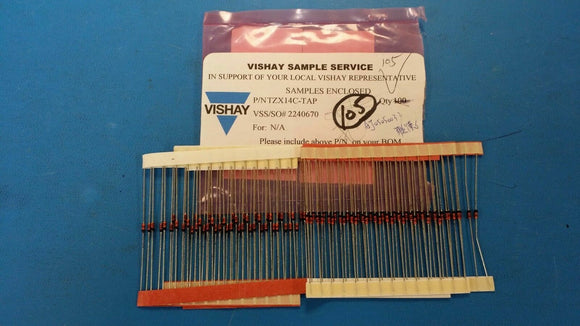 105
VISHAY SAMPLE SERVICE
IN SUPPORT OF YOUR LOCAL VISHAY REPRESENTATIVE
SAMPLES ENCLOSED
VISHAY
P/N TZX14C-TAP
Qty 100
105
VSS/SO# 2240670
For: N/A
Please include above P/N on your BOM